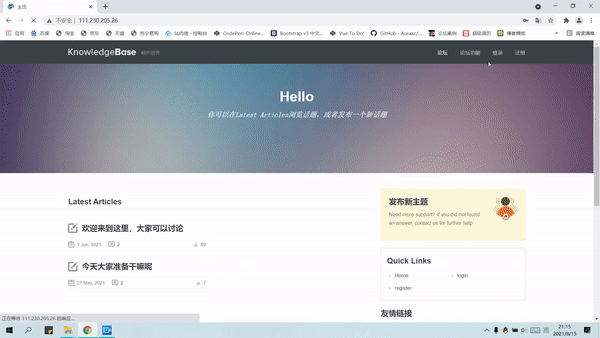 主页
不安全 | 111.230.205.26
应用 百度 淘宝 京东 天猫 苏宁易购 站内信 - 控制台 CodePen: Online... Bootstrap v3 中文... Vue To Do! GitHub - Auraxc/... 论坛案例 超级简历 博客模板 阅读清单
KnowledgeBase
论坛 论坛功能 登录 注册
Hello
你可以在Latest Articles浏览话题，或者发布一个新话题
Latest Articles
欢迎来到这里，大家可以讨论
1 Jun, 2021 2 89
今天大家准备干嘛呢
27 May, 2021 2 7
发布新主题
Need more support? If you did not found
an answer, contact us for further help
Quick Links
Home login
register
友情链接
正在等待 111.230.205.26 的响应...
21:15
2021/8/15